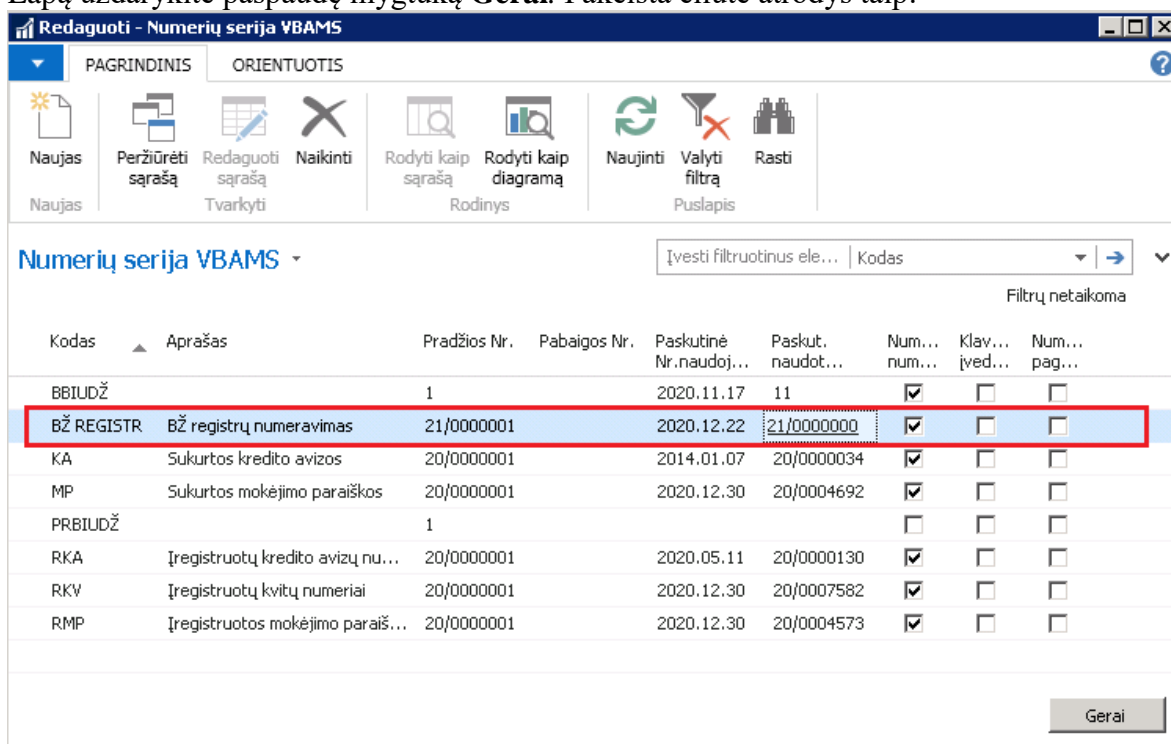 Lapą uždarykite paspaudę mygtuką Gerai. Pakeista eilutė atrodys taip:
Redaguoti - Numerių serija VBAMS
PAGRINDINIS ORIENTUOTIS
Naujas Peržiūrėti sąrašą Redaguoti sąrašą Naikinti Rodyti kaip sąrašą Rodyti kaip diagramą Naujinti Valyti filtrą Rasti
Naujas Tvarkyti Rodinys Puslapis
Numerių serija VBAMS
Įvesti filtruotinus ele... Kodas
Filtrų netaikoma
Kodas Aprašas Pradžios Nr. Pabaigos Nr. Paskutinė Nr.naudoj... Paskut. naudot... Num... num... Klav... įved... Num... pag...
BBIUDŽ 1 2020.11.17 11
BŽ REGISTR BŽ registrų numeravimas 21/0000001 2020.12.22 21/0000000
KA Sukurtos kredito avizos 20/0000001 2014.01.07 20/0000034
MP Sukurtos mokėjimo paraiškos 20/0000001 2020.12.30 20/0004692
PRBIUDŽ 1
RKA Įregistruotų kredito avizų nu... 20/0000001 2020.05.11 20/0000130
RKV Įregistruotų kvitų numeriai 20/0000001 2020.12.30 20/0007582
RMP Įregistruotos mokėjimo paraiš... 20/0000001 2020.12.30 20/0004573
Gerai